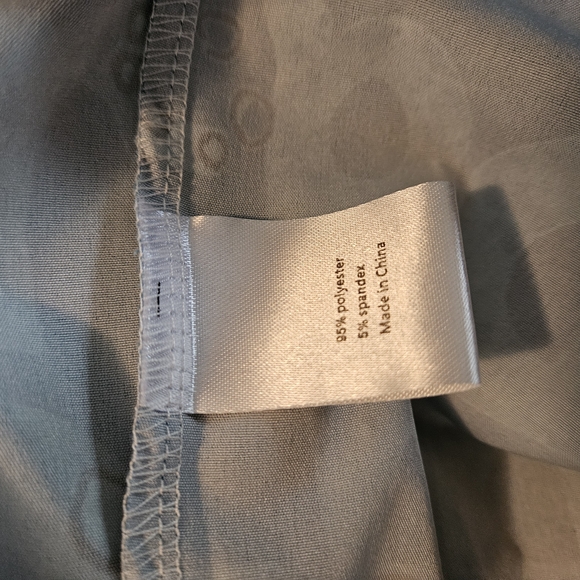 95% polyester
5% spandex
Made in China